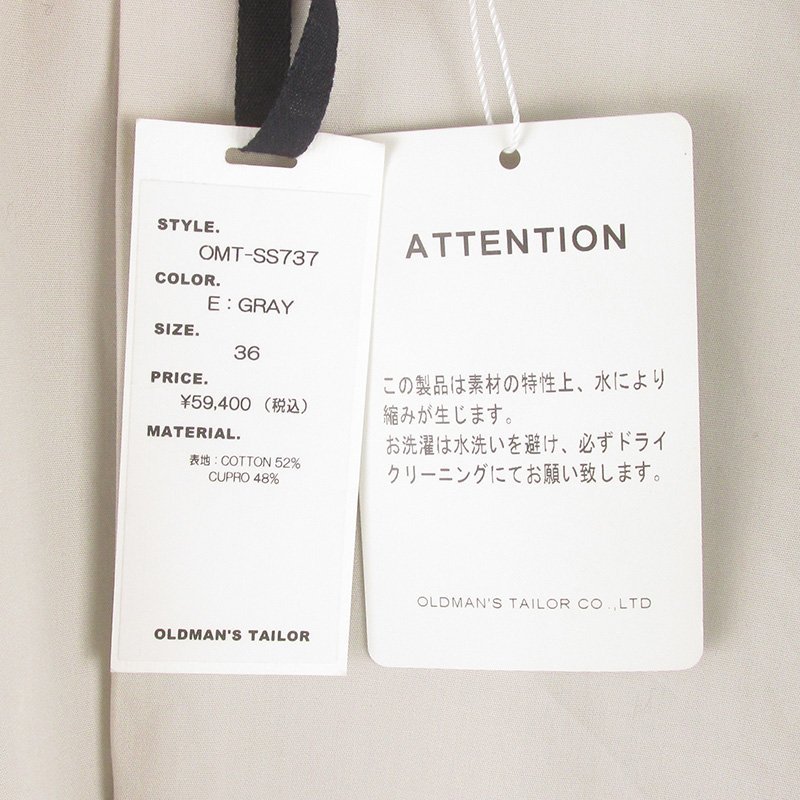 STYLE.
OMT-SS737
COLOR.
E：GRAY
SIZE.
36
PRICE.
¥59,400（税込）
MATERIAL.
表地：COTTON 52%
CUPRO 48%
OLDMAN'S TAILOR
ATTENTION
この製品は素材の特性上、水により
縮みが生じます。
お洗濯は水洗いを避け、必ずドライ
クリーニングにてお願い致します。
OLDMAN'S TAILOR CO.,LTD